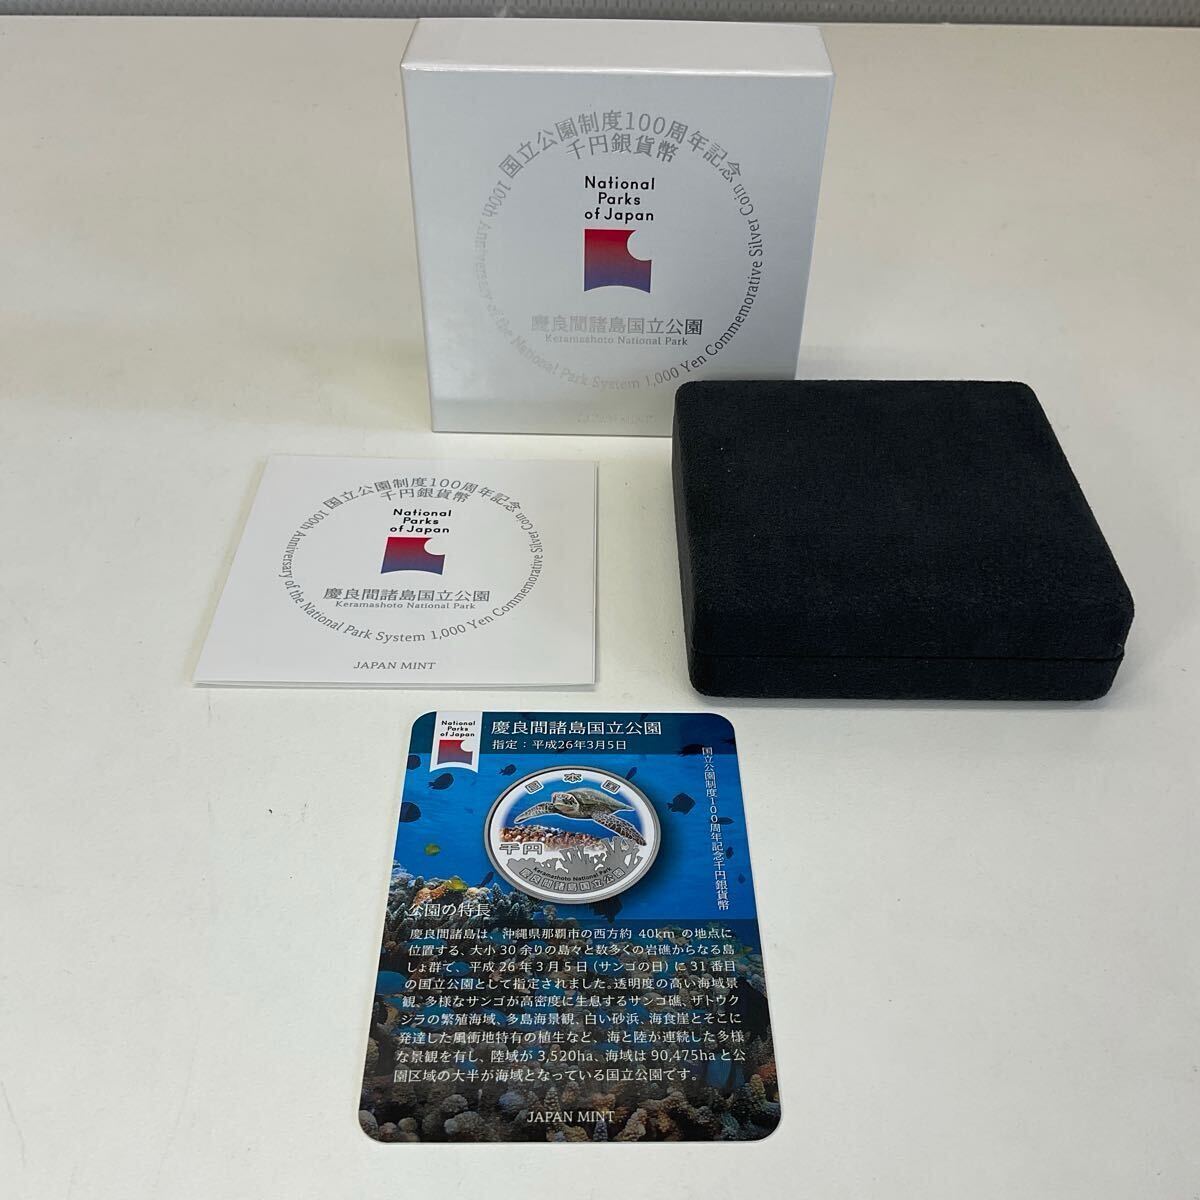 国立公園制度100周年記念
千円銀貨幣
National
Parks
of Japan
慶良間諸島国立公園
Keramashoto National Park
100th Anniversary of the National Park System 1,000 Yen Commemorative Silver Coin
国立公園制度100周年記念
千円銀貨幣
National
Parks
of Japan
慶良間諸島国立公園
Keramashoto National Park
100th Anniversary of the National Park System 1,000 Yen Commemorative Silver Coin
JAPAN MINT
National
Parks
of Japan
慶良間諸島国立公園
指定：平成26年3月5日
国立公園制度100周年記念千円銀貨幣
日本国
千円
Keramashoto National Park
慶良間諸島国立公園
公園の特長
慶良間諸島は、沖縄県那覇市の西方約 40km の地点に
位置する、大小 30 余りの島々と数多くの岩礁からなる島
しょ群で、平成 26 年 3 月 5 日（サンゴの日）に 31 番目
の国立公園として指定されました。透明度の高い海域景
観、多様なサンゴが高密度に生息するサンゴ礁、ザトウク
ジラの繁殖海域、多島海景観、白い砂浜、海食崖とそこに
発達した風衝地特有の植生など、海と陸が連続した多様
な景観を有し、陸域が 3,520ha、海域は 90,475ha と公
園区域の大半が海域となっている国立公園です。
JAPAN MINT